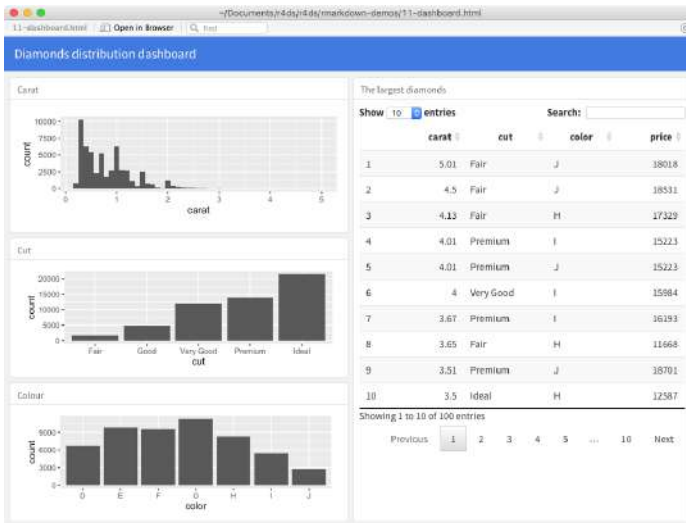 ~/Documents/r4ds/r4ds/rmarkdown-demos/11-dashboard.html
11-dashboard.html Open in Browser Find
Diamonds distribution dashboard
Carat
10000
7500
5000
2500
0
count
0 1 2 3 4 5
carat
Cut
20000
15000
10000
5000
0
count
Fair Good Very Good Premium Ideal
cut
Colour
9000
6000
3000
0
count
D E F G H I J
color
The largest diamonds
Show 10 entries Search:
carat cut color price
1 5.01 Fair J 18018
2 4.5 Fair J 18531
3 4.13 Fair H 17329
4 4.01 Premium I 15223
5 4.01 Premium J 15223
6 4 Very Good I 15984
7 3.67 Premium I 16193
8 3.65 Fair H 11668
9 3.51 Premium J 18701
10 3.5 Ideal H 12587
Showing 1 to 10 of 100 entries
Previous 1 2 3 4 5 ... 10 Next